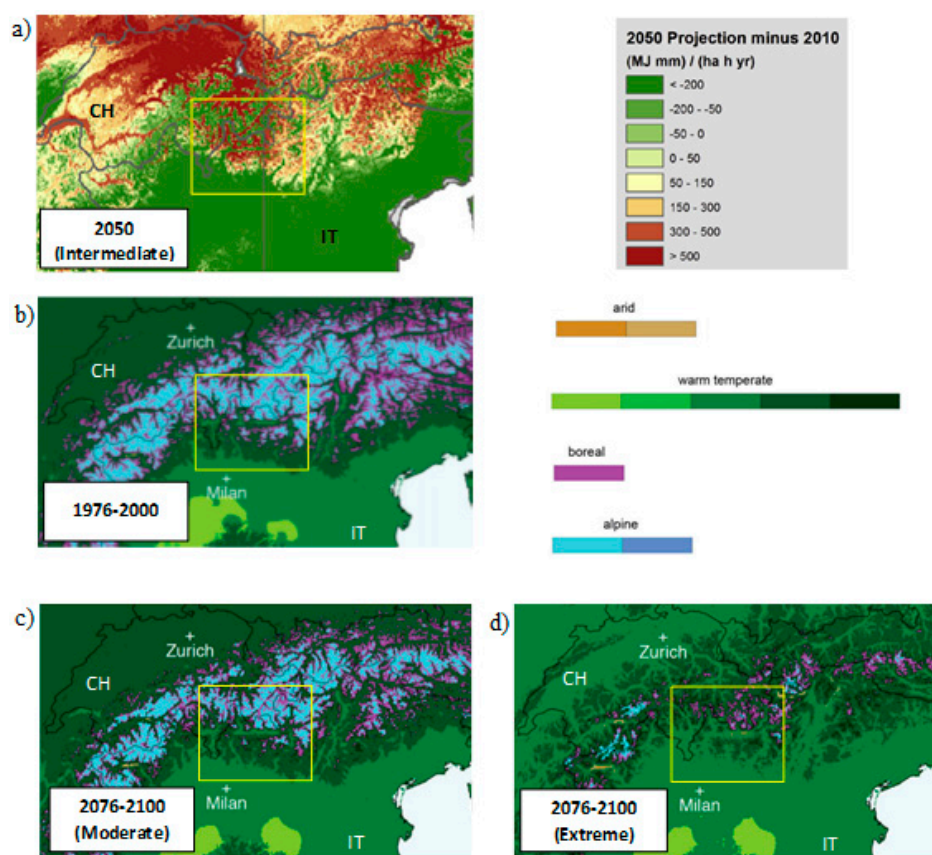 a)
CH
IT
2050
(Intermediate)
2050 Projection minus 2010
(MJ mm) / (ha h yr)
< -200
-200 - -50
-50 - 0
0 - 50
50 - 150
150 - 300
300 - 500
> 500
b)
Zurich
CH
Milan
IT
1976-2000
arid
warm temperate
boreal
alpine
c)
Zurich
CH
Milan
IT
2076-2100
(Moderate)
d)
Zurich
CH
Milan
IT
2076-2100
(Extreme)